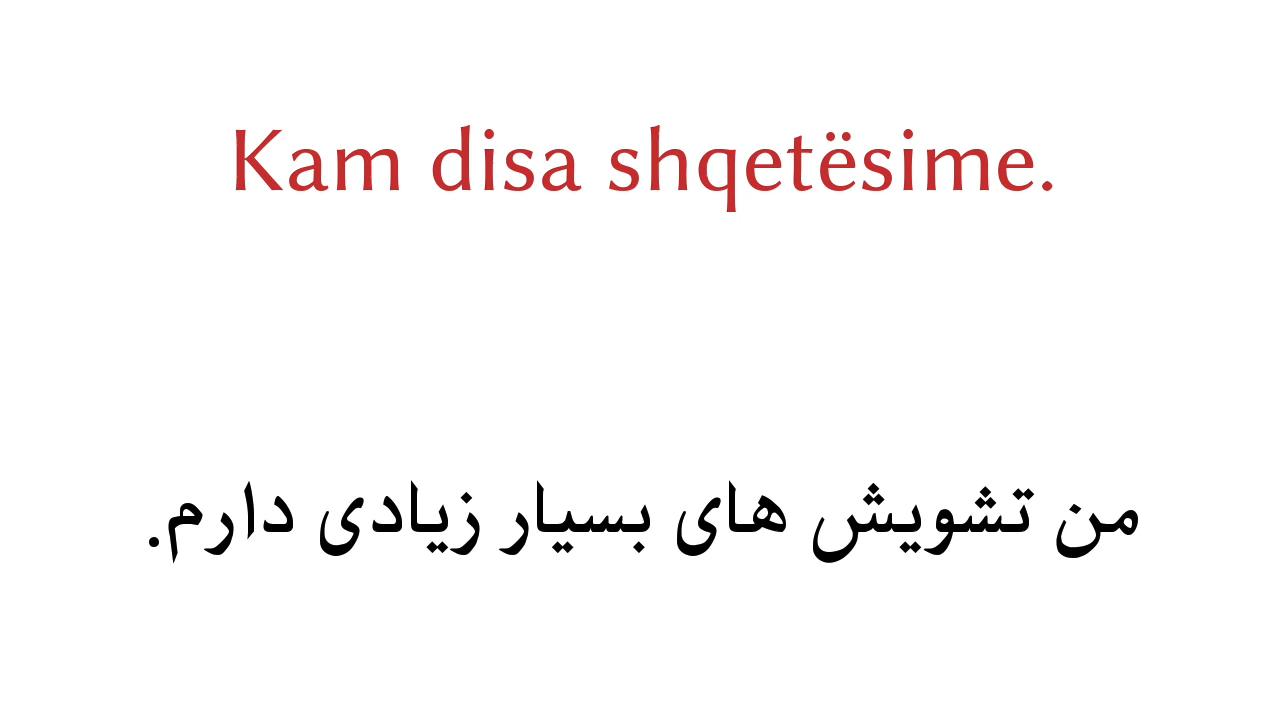 Kam disa shqetësime.
من تشویش های بسیار زیادی دارم.